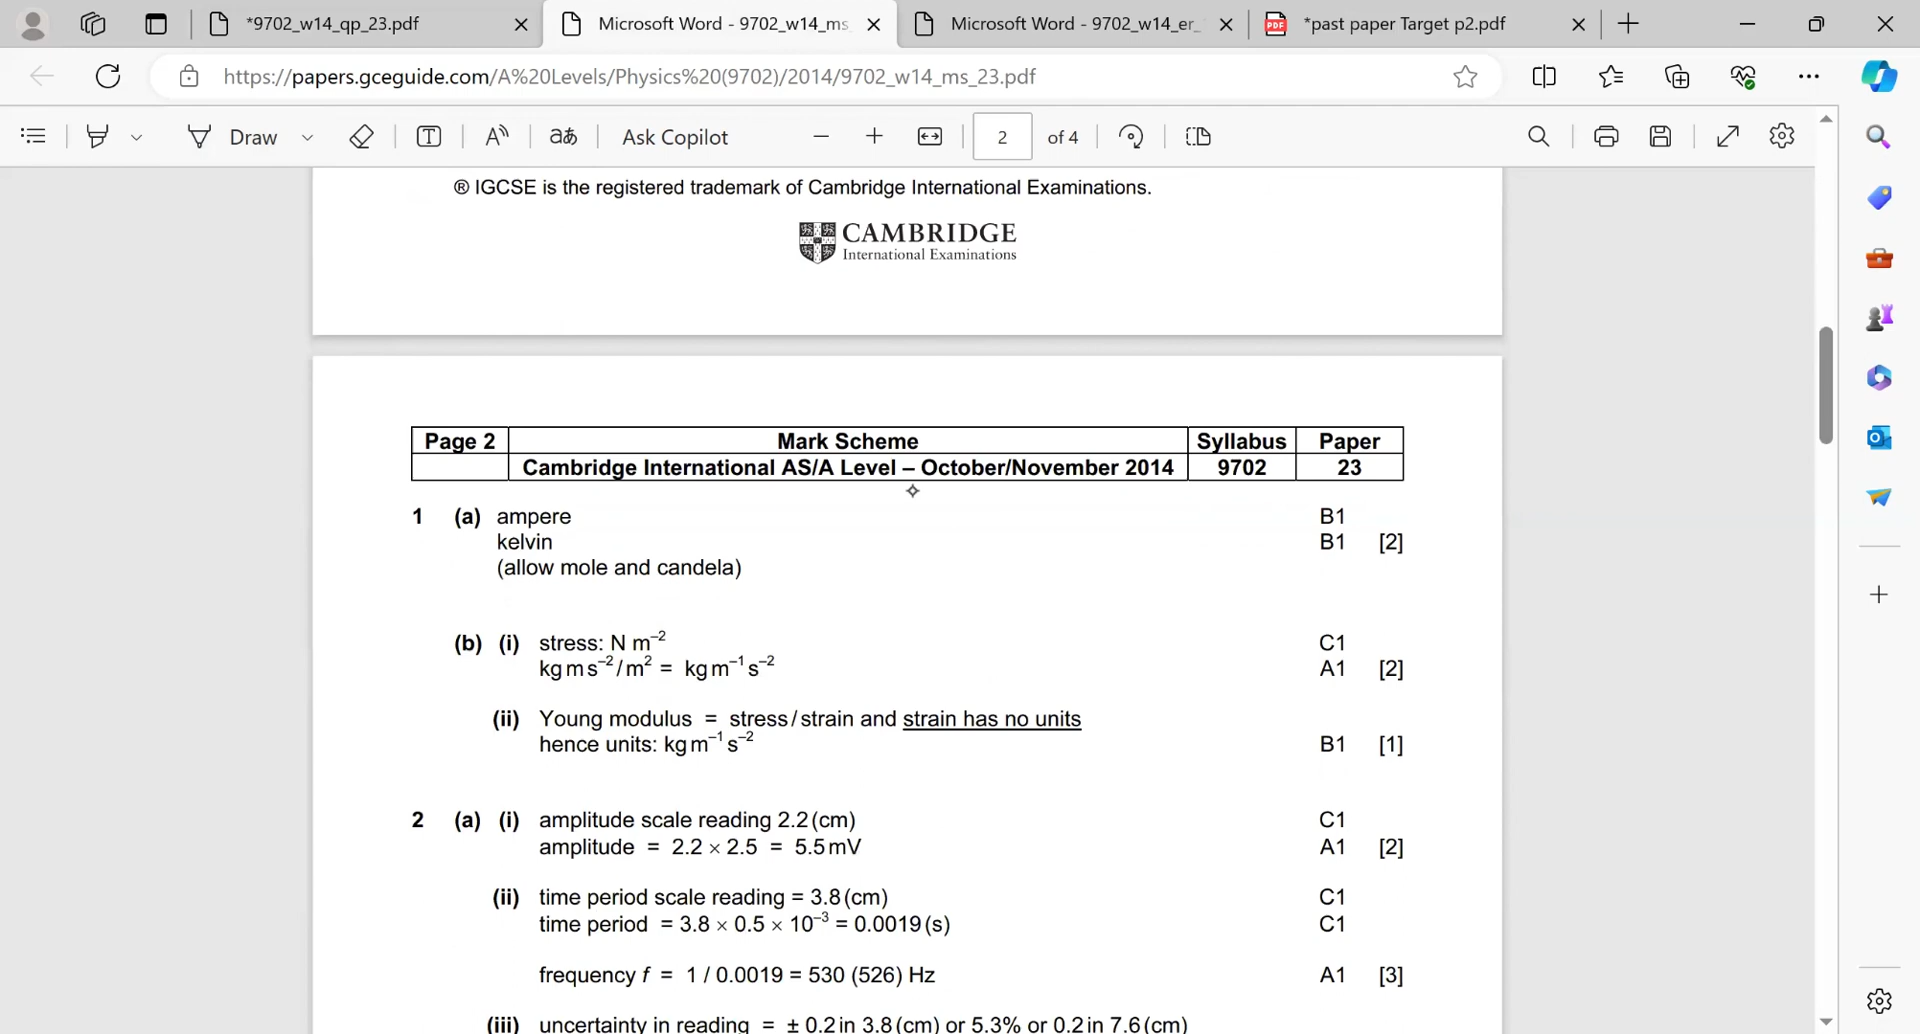 *9702_w14_qp_23.pdf
Microsoft Word - 9702_w14_ms_
Microsoft Word - 9702_w14_er_
*past paper Target p2.pdf
https://papers.gceguide.com/A%20Levels/Physics%20(9702)/2014/9702_w14_ms_23.pdf
Draw
aあ
Ask Copilot
2 of 4
® IGCSE is the registered trademark of Cambridge International Examinations.
CAMBRIDGE
International Examinations
Page 2 Mark Scheme Syllabus Paper
Cambridge International AS/A Level – October/November 2014 9702 23
1 (a) ampere B1
kelvin B1 [2]
(allow mole and candela)
(b) (i) stress: N m⁻² C1
kg m s⁻² / m² = kg m⁻¹ s⁻² A1 [2]
(ii) Young modulus = stress / strain and strain has no units
hence units: kg m⁻¹ s⁻² B1 [1]
2 (a) (i) amplitude scale reading 2.2 (cm) C1
amplitude = 2.2 × 2.5 = 5.5 mV A1 [2]
(ii) time period scale reading = 3.8 (cm) C1
time period = 3.8 × 0.5 × 10⁻³ = 0.0019 (s) C1
frequency f = 1 / 0.0019 = 530 (526) Hz A1 [3]
(iii) uncertainty in reading = ± 0.2 in 3.8 (cm) or 5.3% or 0.2 in 7.6 (cm)